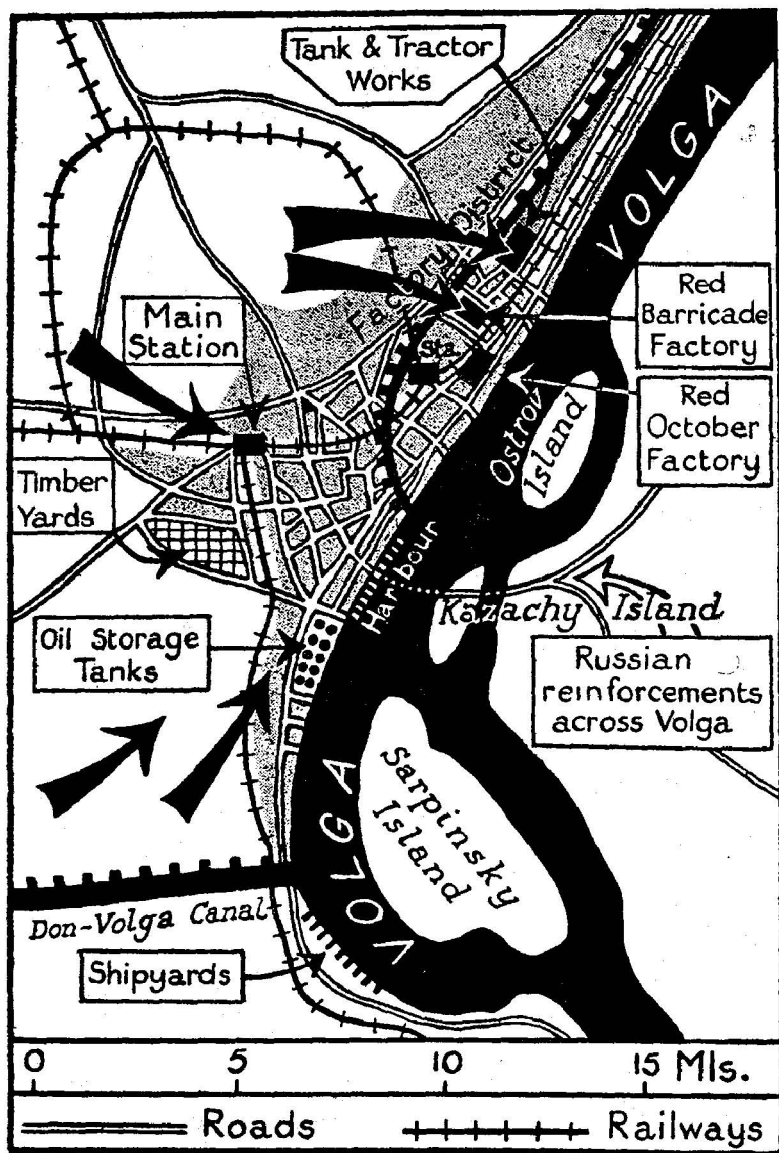 Tank & Tractor
Works
VOLGA
Factory District
Red
Barricade
Factory
Main
Station
Sta.
Red
October
Factory
Ostrov
Island
Timber
Yards
Harbour
Kazachy Island
Oil Storage
Tanks
Russian
reinforcements
across Volga
Sarpinsky
Island
VOLGA
Don-Volga Canal
Shipyards
0 5 10 15 Mls.
Roads Railways